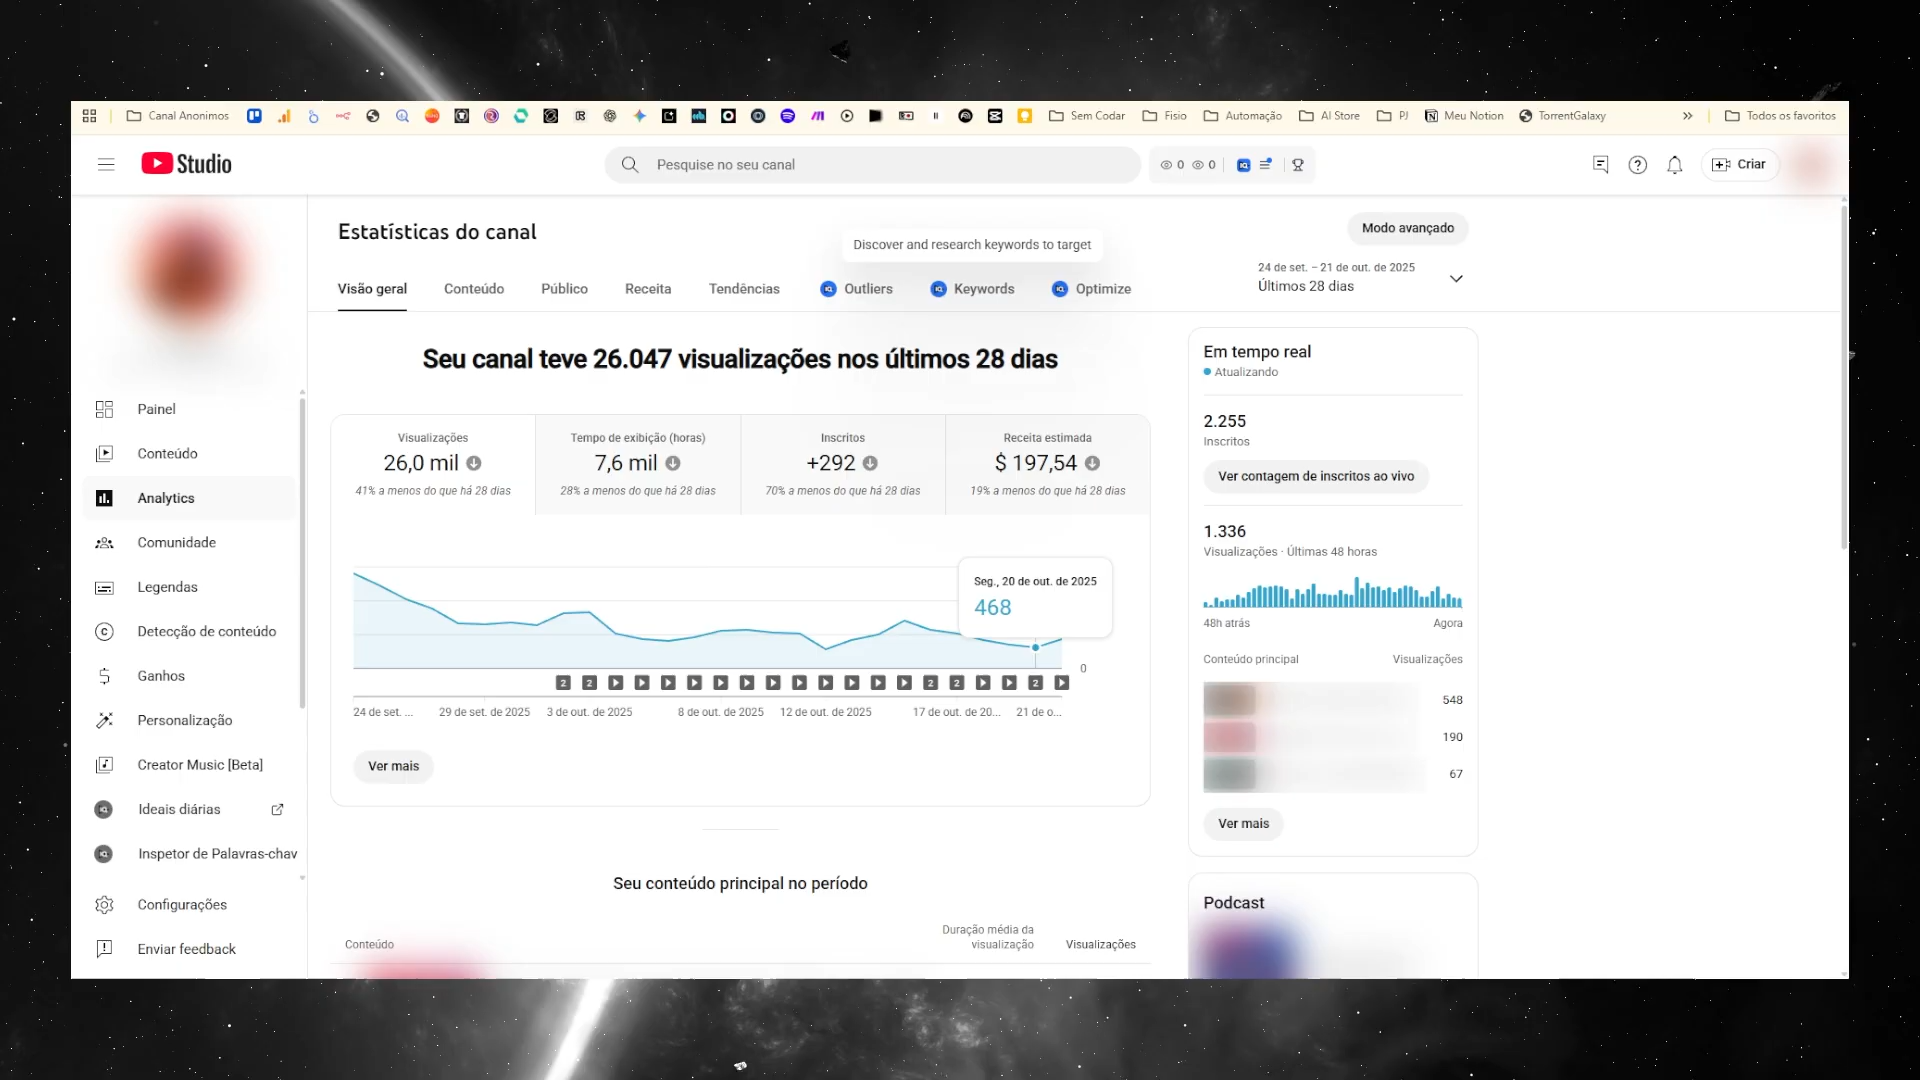 Canal Anonimos
Sem Codar
Fisio
Automação
AI Store
PJ
Meu Notion
TorrentGalaxy
Todos os favoritos
Studio
Pesquise no seu canal
0
0
Criar
Estatísticas do canal
Discover and research keywords to target
Modo avançado
24 de set. – 21 de out. de 2025
Últimos 28 dias
Visão geral
Conteúdo
Público
Receita
Tendências
Outliers
Keywords
Optimize
Painel
Conteúdo
Analytics
Comunidade
Legendas
Detecção de conteúdo
Ganhos
Personalização
Creator Music [Beta]
Ideais diárias
Inspetor de Palavras-chav
Configurações
Enviar feedback
Seu canal teve 26.047 visualizações nos últimos 28 dias
Visualizações
26,0 mil
41% a menos do que há 28 dias
Tempo de exibição (horas)
7,6 mil
28% a menos do que há 28 dias
Inscritos
+292
70% a menos do que há 28 dias
Receita estimada
$ 197,54
19% a menos do que há 28 dias
Seg., 20 de out. de 2025
468
0
2 2 2 2 2
24 de set. ...
29 de set. de 2025
3 de out. de 2025
8 de out. de 2025
12 de out. de 2025
17 de out. de 20...
21 de o...
Ver mais
Seu conteúdo principal no período
Conteúdo
Duração média da
visualização
Visualizações
Em tempo real
Atualizando
2.255
Inscritos
Ver contagem de inscritos ao vivo
1.336
Visualizações · Últimas 48 horas
48h atrás
Agora
Conteúdo principal
Visualizações
548
190
67
Ver mais
Podcast